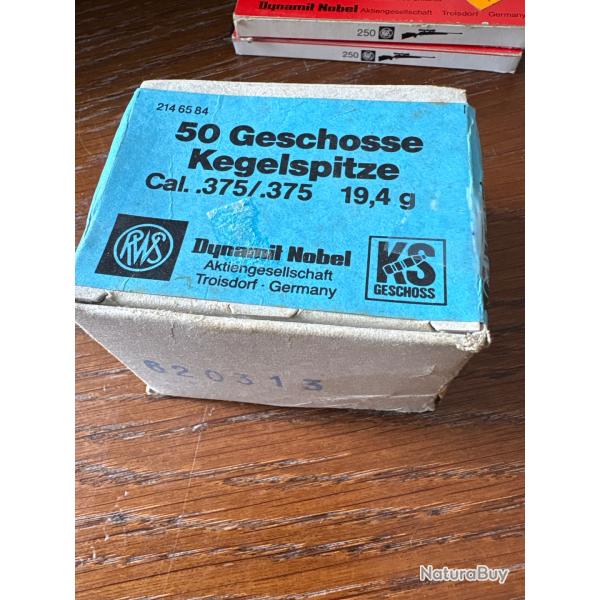 Dynamit Nobel
Aktiengesellschaft Troisdorf · Germany
250
250
214 65 84
50 Geschosse
Kegelspitze
Cal. .375/.375 19,4 g
RWS
Dynamit Nobel
Aktiengesellschaft
Troisdorf · Germany
KS
GESCHOSS
620313
NaturaBuy